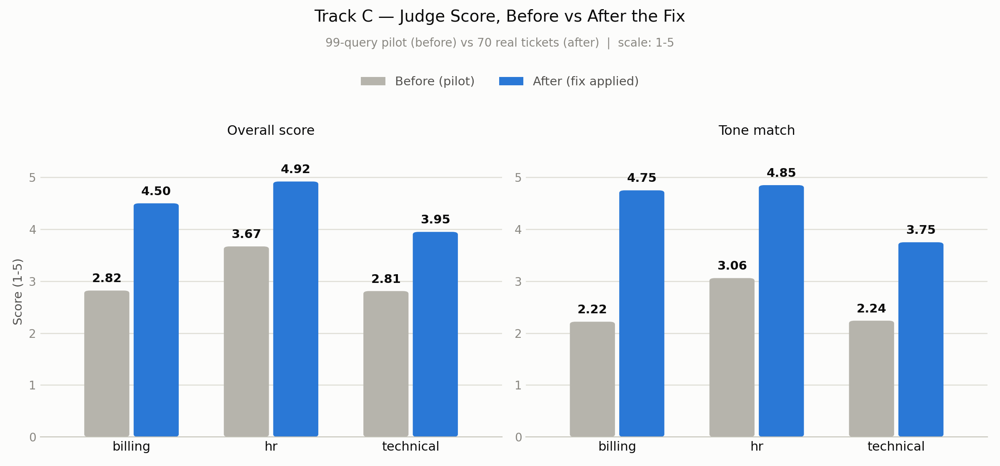 Track C — Judge Score, Before vs After the Fix
99-query pilot (before) vs 70 real tickets (after) | scale: 1-5
Before (pilot)
After (fix applied)
Overall score
Score (1-5)
5
4
3
2
1
0
2.82
4.50
3.67
4.92
2.81
3.95
billing
hr
technical
Tone match
5
4
3
2
1
0
2.22
4.75
3.06
4.85
2.24
3.75
billing
hr
technical